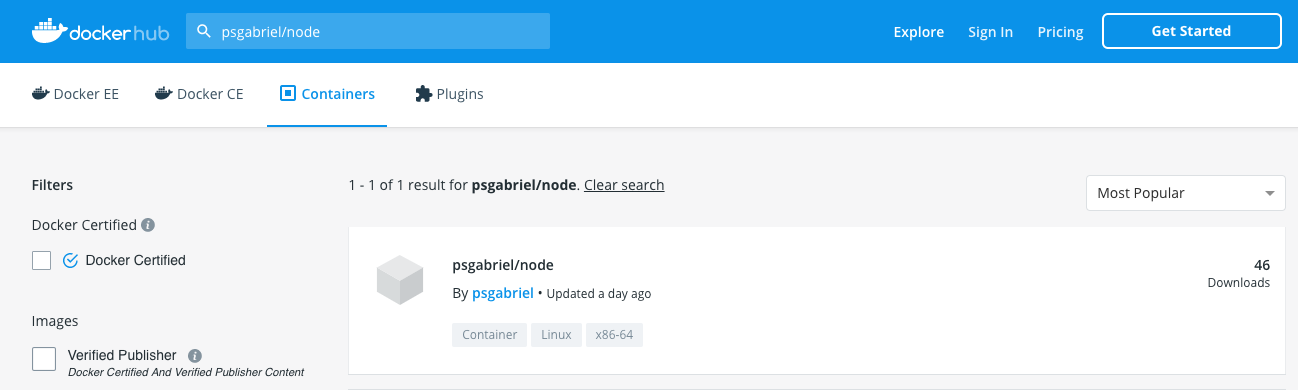 dockerhub
psgabriel/node
Explore
Sign In
Pricing
Get Started
Docker EE
Docker CE
Containers
Plugins
Filters
Docker Certified
Docker Certified
Images
Verified Publisher
Docker Certified And Verified Publisher Content
1 - 1 of 1 result for psgabriel/node. Clear search
Most Popular
psgabriel/node
By psgabriel • Updated a day ago
Container
Linux
x86-64
46
Downloads